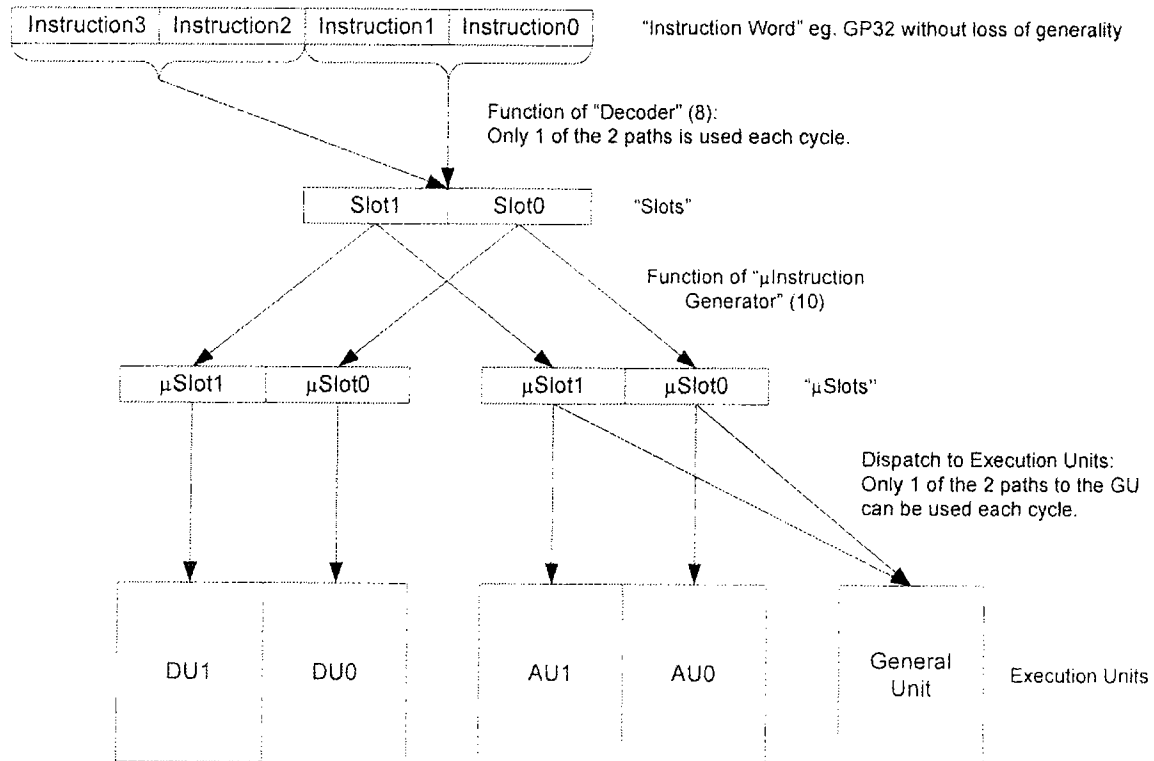 Instruction3 Instruction2 Instruction1 Instruction0 "Instruction Word" eg. GP32 without loss of generality
Function of "Decoder" (8):
Only 1 of the 2 paths is used each cycle.
Slot1 Slot0 "Slots"
Function of "μInstruction
Generator" (10)
μSlot1 μSlot0 μSlot1 μSlot0 "μSlots"
Dispatch to Execution Units:
Only 1 of the 2 paths to the GU
can be used each cycle.
DU1 DU0 AU1 AU0 General
Unit Execution Units